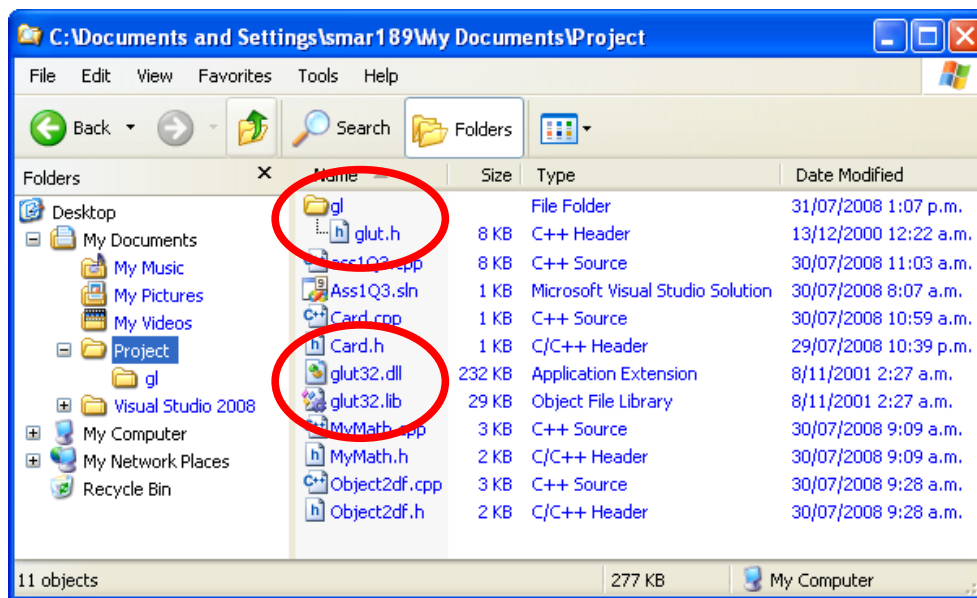 C:\Documents and Settings\smar189\My Documents\Project
File Edit View Favorites Tools Help
Back Search Folders
Folders
Desktop
My Documents
My Music
My Pictures
My Videos
Project
gl
Visual Studio 2008
My Computer
My Network Places
Recycle Bin
Name Size Type Date Modified
gl File Folder 31/07/2008 1:07 p.m.
glut.h 8 KB C++ Header 13/12/2000 12:22 a.m.
ass1Q3.cpp 8 KB C++ Source 30/07/2008 11:03 a.m.
Ass1Q3.sln 1 KB Microsoft Visual Studio Solution 30/07/2008 8:07 a.m.
Card.cpp 1 KB C++ Source 30/07/2008 10:59 a.m.
Card.h 1 KB C/C++ Header 29/07/2008 10:39 p.m.
glut32.dll 232 KB Application Extension 8/11/2001 2:27 a.m.
glut32.lib 29 KB Object File Library 8/11/2001 2:27 a.m.
MyMath.cpp 3 KB C++ Source 30/07/2008 9:09 a.m.
MyMath.h 2 KB C/C++ Header 30/07/2008 9:09 a.m.
Object2df.cpp 3 KB C++ Source 30/07/2008 9:28 a.m.
Object2df.h 2 KB C/C++ Header 30/07/2008 9:28 a.m.
11 objects 277 KB My Computer